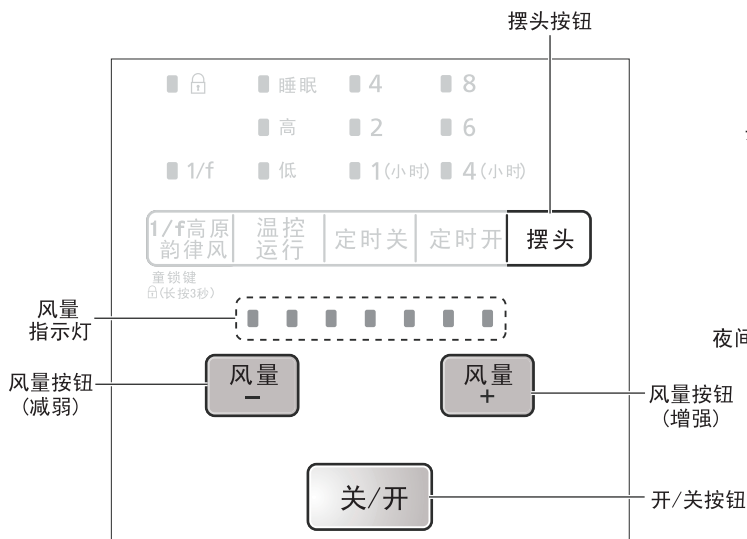 摆头按钮
睡眠 4 8
高 2 6
1/f 低 1(小时) 4(小时)
1/f高原
韵律风
温控
运行
定时关
定时开
摆头
童锁键
(长按3秒)
风量
指示灯
风量按钮
(减弱)
风量
−
风量
+
风量按钮
(增强)
夜间
关/开
开/关按钮